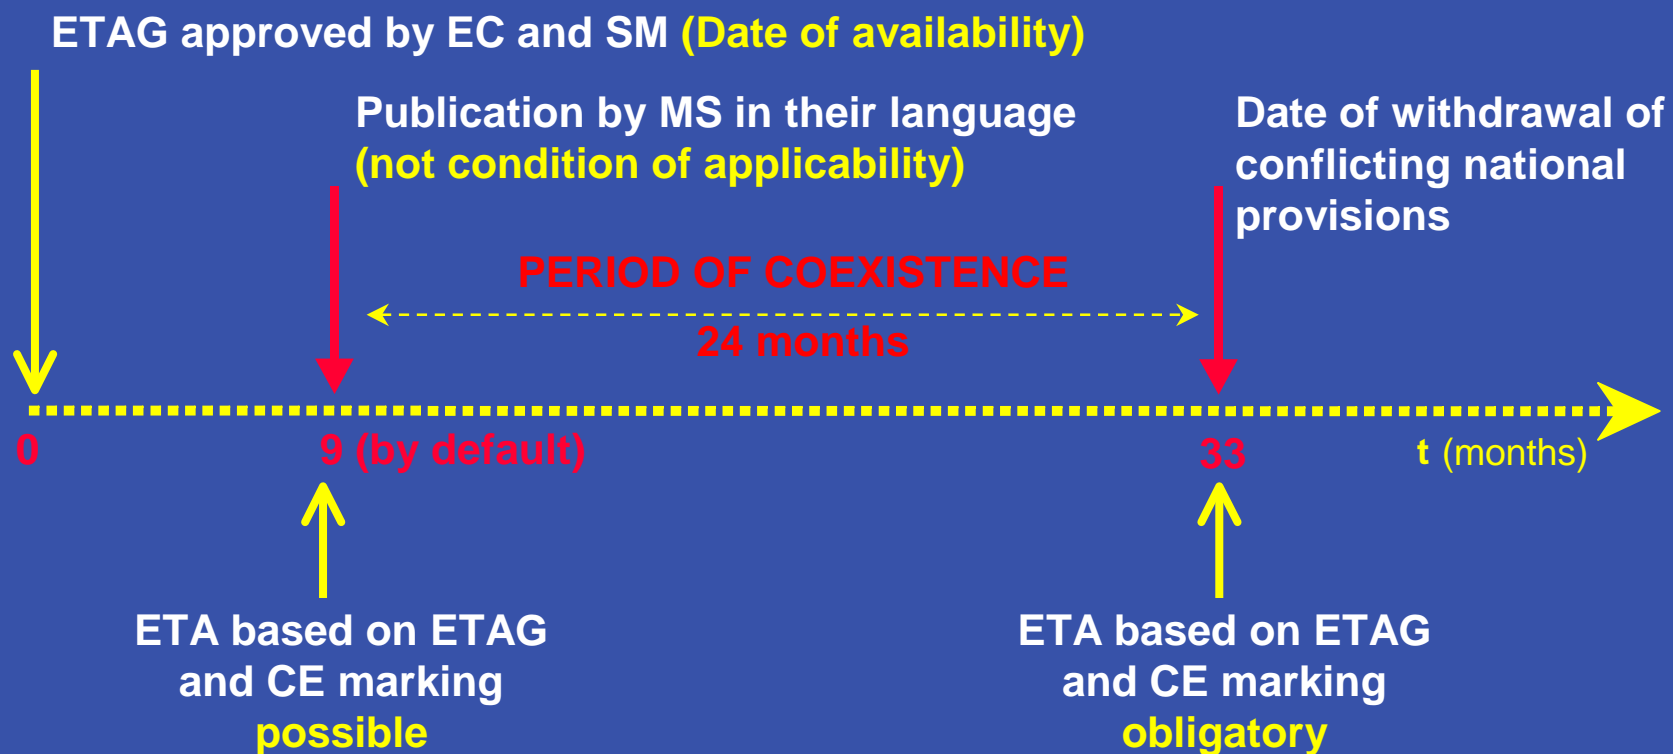 ETAG approved by EC and SM (Date of availability)
Publication by MS in their language
(not condition of applicability)
Date of withdrawal of
conflicting national
provisions
PERIOD OF COEXISTENCE
24 months
0
9 (by default)
33
t (months)
ETA based on ETAG
and CE marking
possible
ETA based on ETAG
and CE marking
obligatory